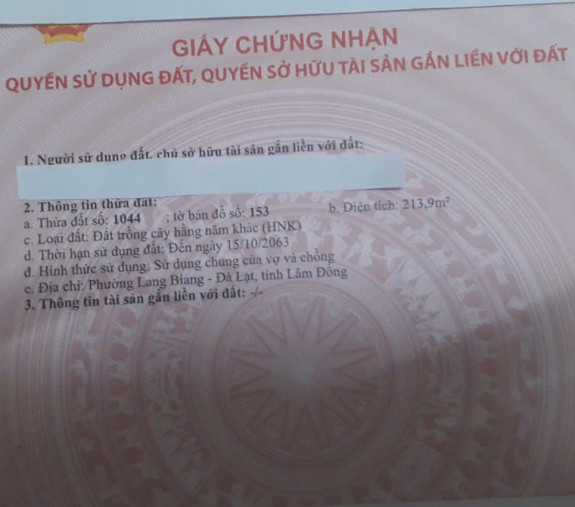 GIẤY CHỨNG NHẬN
QUYỀN SỬ DỤNG ĐẤT, QUYỀN SỞ HỮU TÀI SẢN GẮN LIỀN VỚI ĐẤT
1. Người sử dụng đất, chủ sở hữu tài sản gắn liền với đất:
2. Thông tin thửa đất:
a. Thửa đất số: 1044 ; tờ bản đồ số: 153 b. Diện tích: 213,9m²
c. Loại đất: Đất trồng cây hằng năm khác (HNK)
d. Thời hạn sử dụng đất: Đến ngày 15/10/2063
đ. Hình thức sử dụng: Sử dụng chung của vợ và chồng
e. Địa chỉ: Phường Lang Biang - Đà Lạt, tỉnh Lâm Đồng
3. Thông tin tài sản gắn liền với đất: -/-